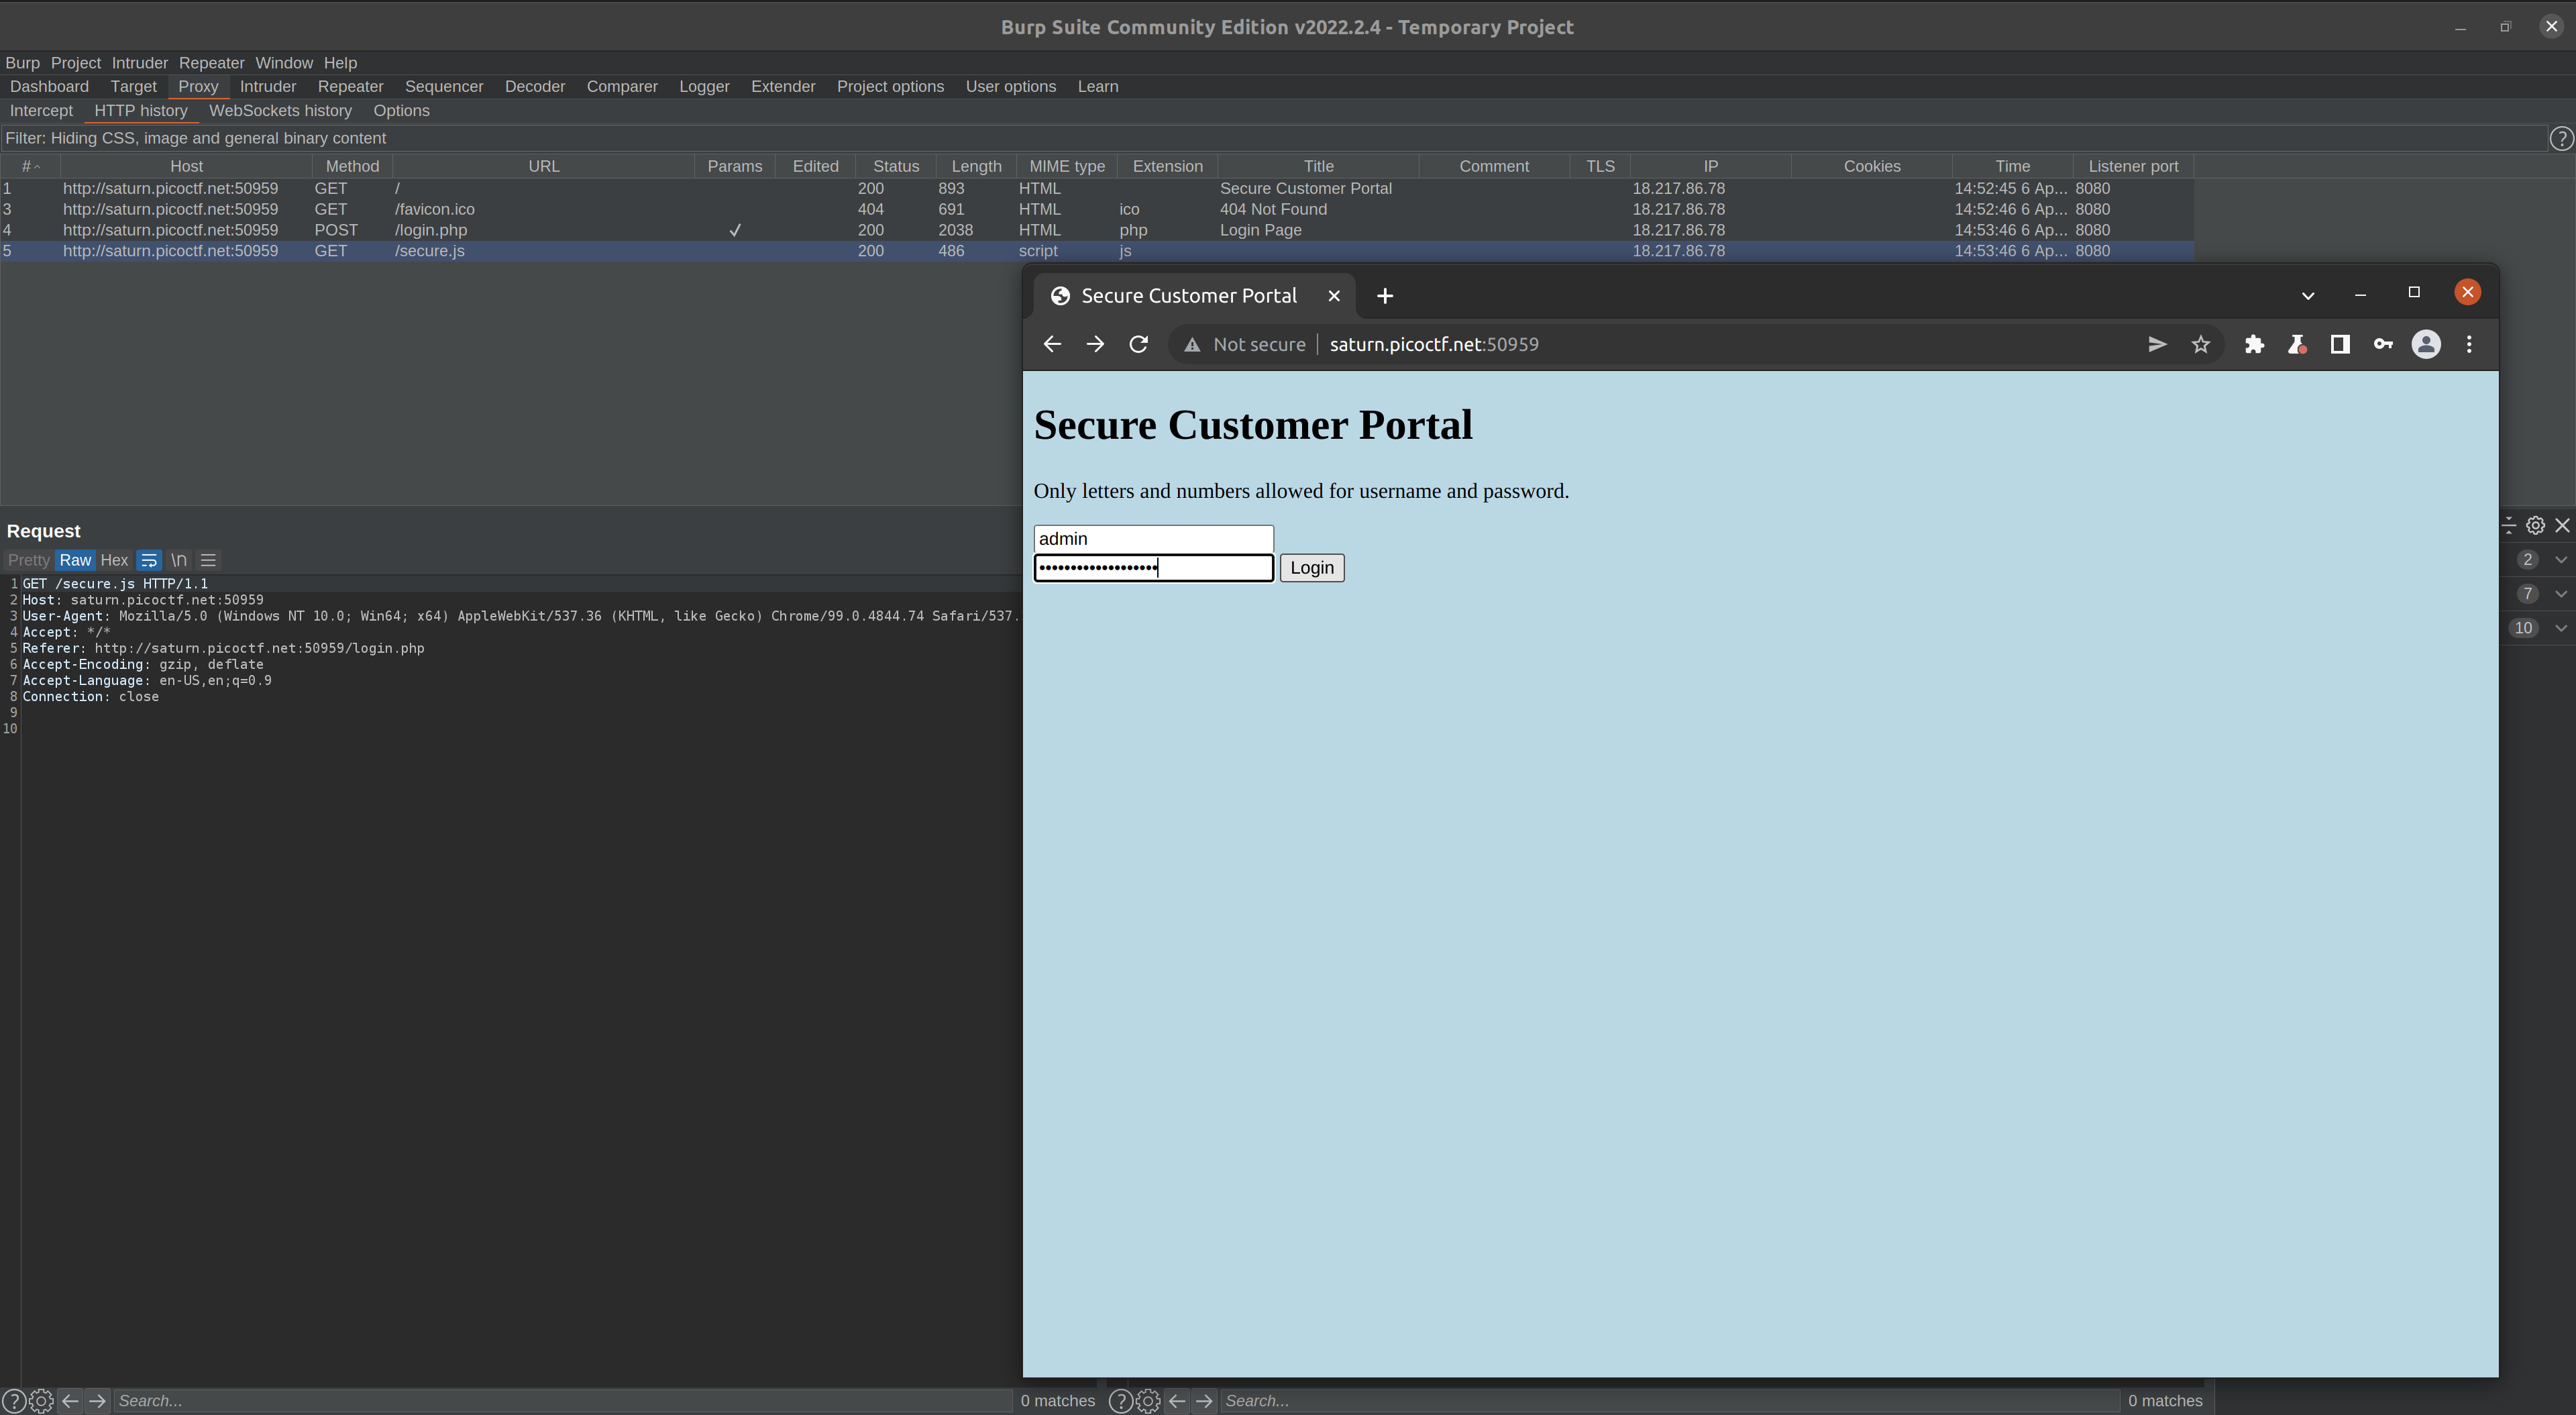 Burp Suite Community Edition v2022.2.4 - Temporary Project
Burp Project Intruder Repeater Window Help
Dashboard Target Proxy Intruder Repeater Sequencer Decoder Comparer Logger Extender Project options User options Learn
Intercept HTTP history WebSockets history Options
Filter: Hiding CSS, image and general binary content
# Host Method URL Params Edited Status Length MIME type Extension Title Comment TLS IP Cookies Time Listener port
1 http://saturn.picoctf.net:50959 GET / 200 893 HTML Secure Customer Portal 18.217.86.78 14:52:45 6 Ap... 8080
3 http://saturn.picoctf.net:50959 GET /favicon.ico 404 691 HTML ico 404 Not Found 18.217.86.78 14:52:46 6 Ap... 8080
4 http://saturn.picoctf.net:50959 POST /login.php ✓ 200 2038 HTML php Login Page 18.217.86.78 14:53:46 6 Ap... 8080
5 http://saturn.picoctf.net:50959 GET /secure.js 200 486 script js 18.217.86.78 14:53:46 6 Ap... 8080
Secure Customer Portal
Not secure saturn.picoctf.net:50959
Secure Customer Portal
Only letters and numbers allowed for username and password.
admin
••••••••••••••••••• Login
Request
Pretty Raw Hex \n
1 GET /secure.js HTTP/1.1
2 Host: saturn.picoctf.net:50959
3 User-Agent: Mozilla/5.0 (Windows NT 10.0; Win64; x64) AppleWebKit/537.36 (KHTML, like Gecko) Chrome/99.0.4844.74 Safari/537.
4 Accept: */*
5 Referer: http://saturn.picoctf.net:50959/login.php
6 Accept-Encoding: gzip, deflate
7 Accept-Language: en-US,en;q=0.9
8 Connection: close
9
10
2
7
10
Search... 0 matches
Search... 0 matches